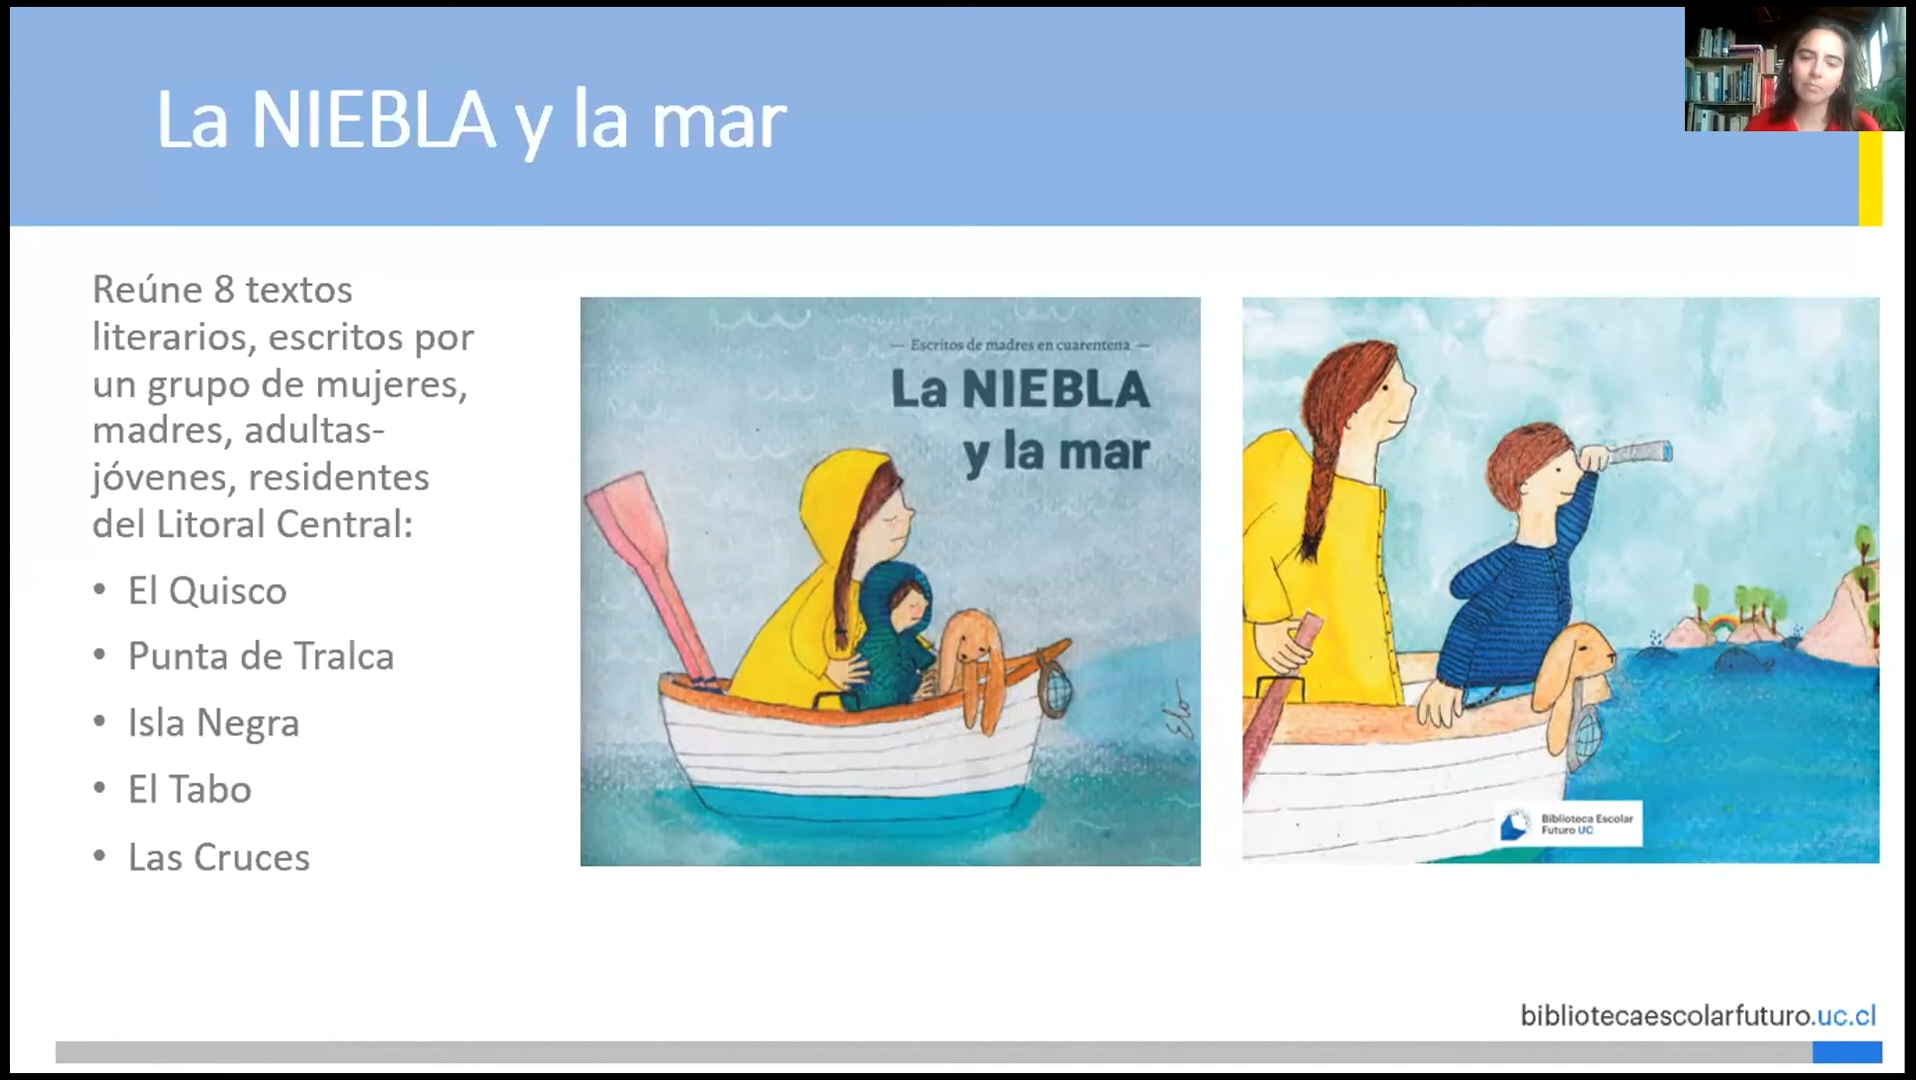 La NIEBLA y la mar
Reúne 8 textos
literarios, escritos por
un grupo de mujeres,
madres, adultas-
jóvenes, residentes
del Litoral Central:
• El Quisco
• Punta de Tralca
• Isla Negra
• El Tabo
• Las Cruces
— Escritos de madres en cuarentena —
La NIEBLA
y la mar
Elo
Biblioteca Escolar
Futuro UC
bibliotecaescolarfuturo.uc.cl